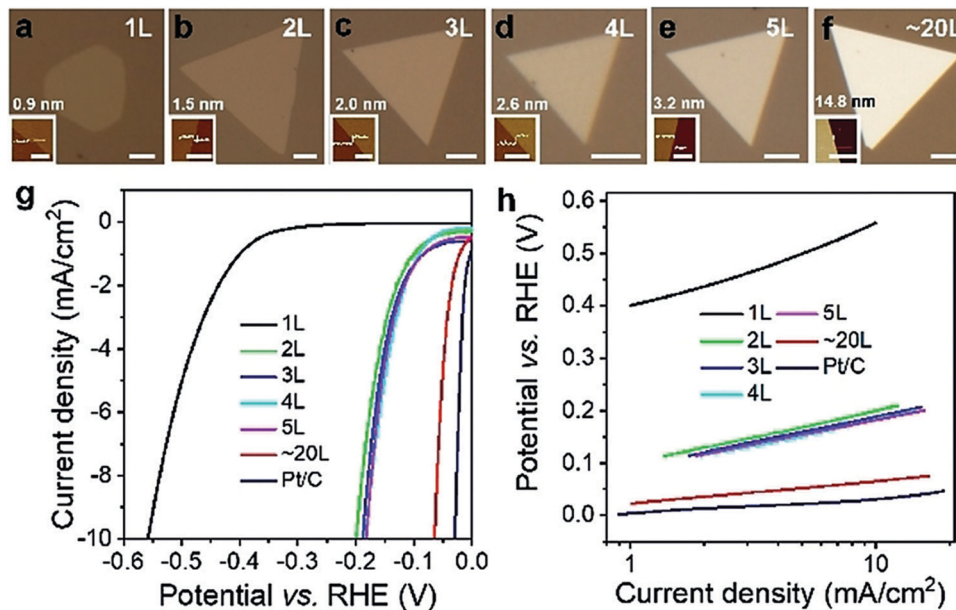 a 1L b 2L c 3L d 4L e 5L f ~20L
0.9 nm 1.5 nm 2.0 nm 2.6 nm 3.2 nm 14.8 nm
g
0
-2
-4
-6
-8
-10
Current density (mA/cm²)
1L
2L
3L
4L
5L
~20L
Pt/C
-0.6 -0.5 -0.4 -0.3 -0.2 -0.1 0.0
Potential vs. RHE (V)
h
0.6
0.5
0.4
0.3
0.2
0.1
0.0
Potential vs. RHE (V)
1L 5L
2L ~20L
3L Pt/C
4L
1 10
Current density (mA/cm²)